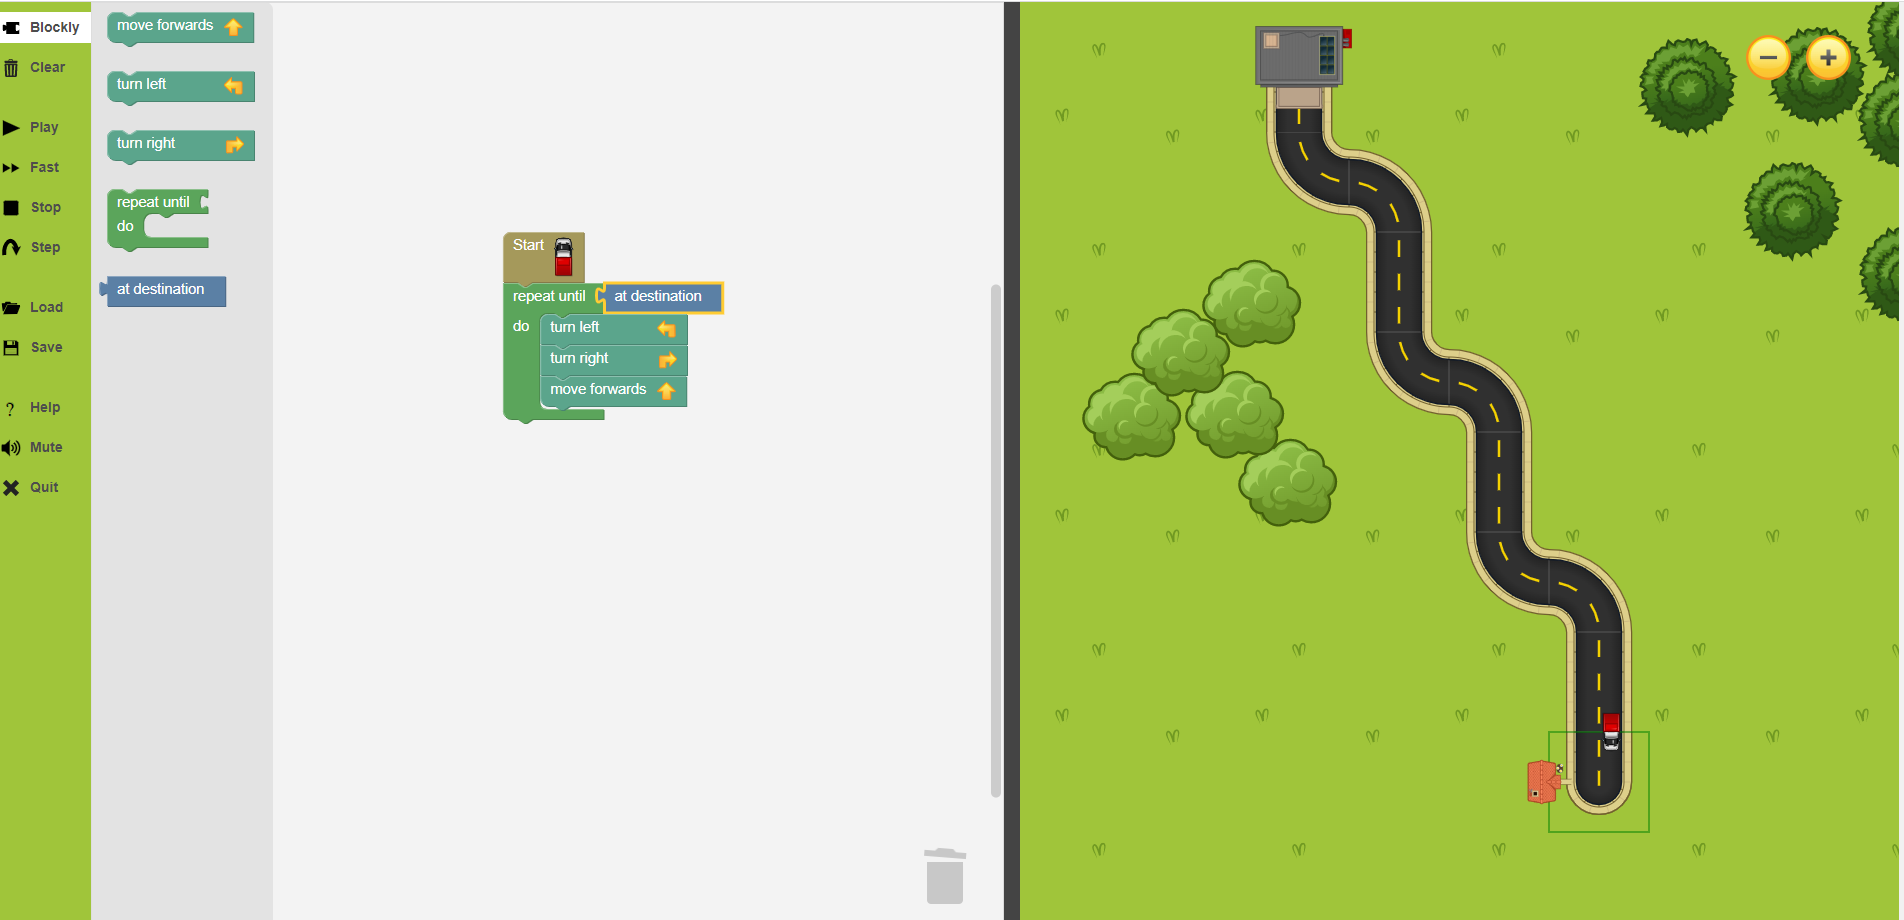 Blockly
Clear
Play
Fast
Stop
Step
Load
Save
? Help
Mute
Quit
move forwards
turn left
turn right
repeat until
do
at destination
Start
repeat until at destination
do turn left
turn right
move forwards
− +